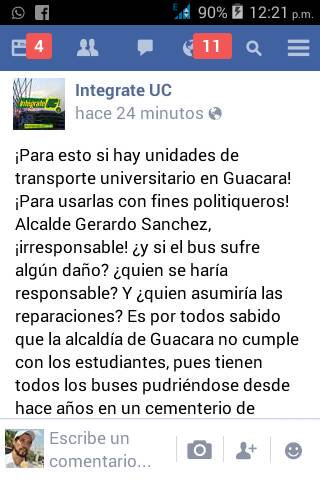 90% 12:21 p.m.
4
11
Integrate UC
hace 24 minutos
Integrate
¡Para esto si hay unidades de
transporte universitario en Guacara!
¡Para usarlas con fines politiqueros!
Alcalde Gerardo Sanchez,
¡irresponsable! ¿y si el bus sufre
algún daño? ¿quien se haría
responsable? Y ¿quien asumiría las
reparaciones? Es por todos sabido
que la alcaldía de Guacara no cumple
con los estudiantes, pues tienen
todos los buses pudriéndose desde
hace años en un cementerio de
Escribe un
comentario...